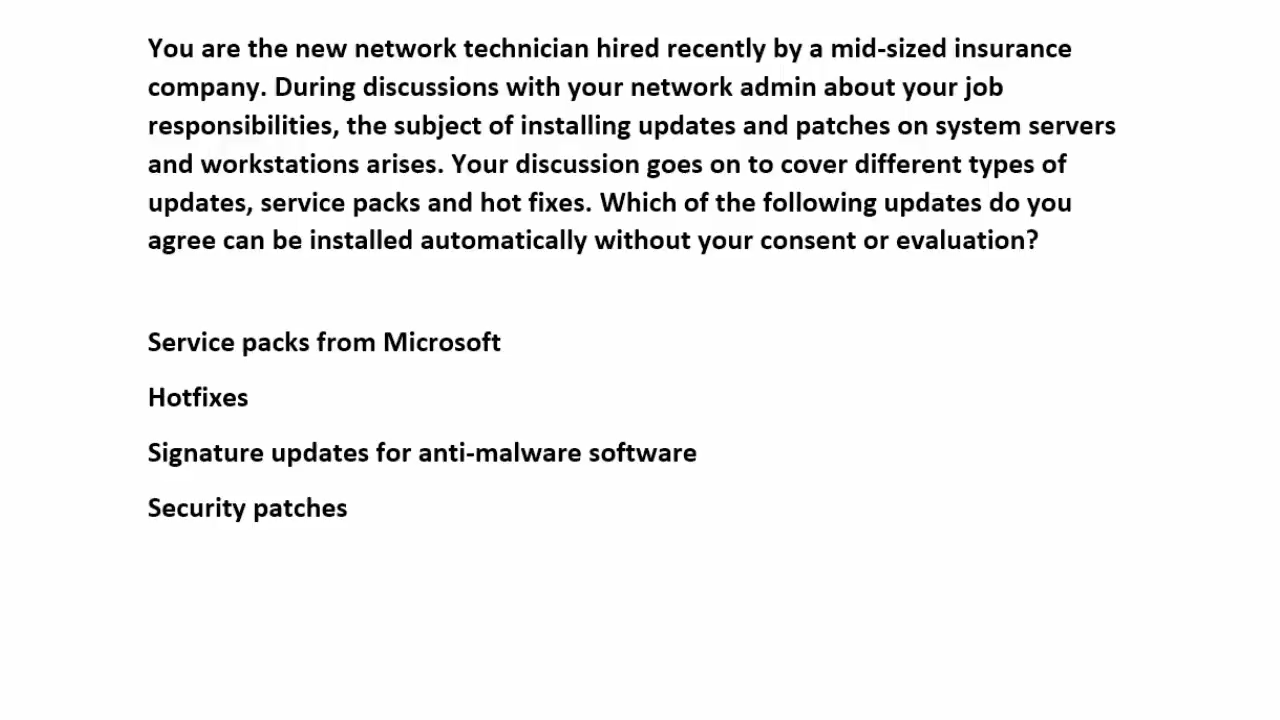 You are the new network technician hired recently by a mid-sized insurance
company. During discussions with your network admin about your job
responsibilities, the subject of installing updates and patches on system servers
and workstations arises. Your discussion goes on to cover different types of
updates, service packs and hot fixes. Which of the following updates do you
agree can be installed automatically without your consent or evaluation?
Service packs from Microsoft
Hotfixes
Signature updates for anti-malware software
Security patches